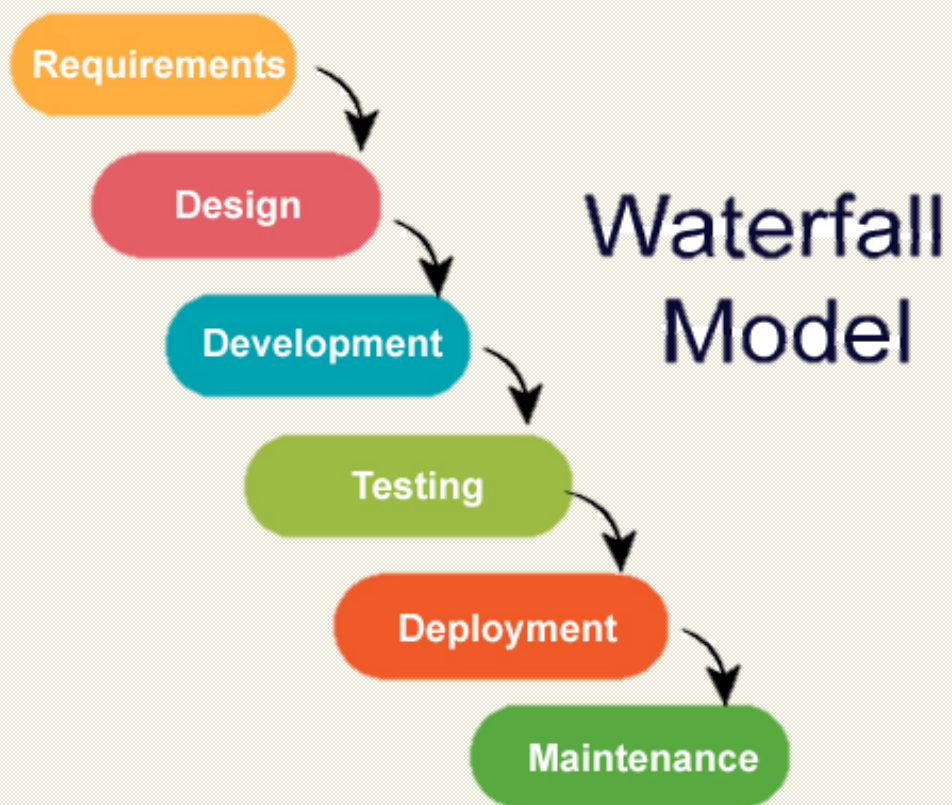 Requirements
Design
Waterfall
Model
Development
Testing
Deployment
Maintenance